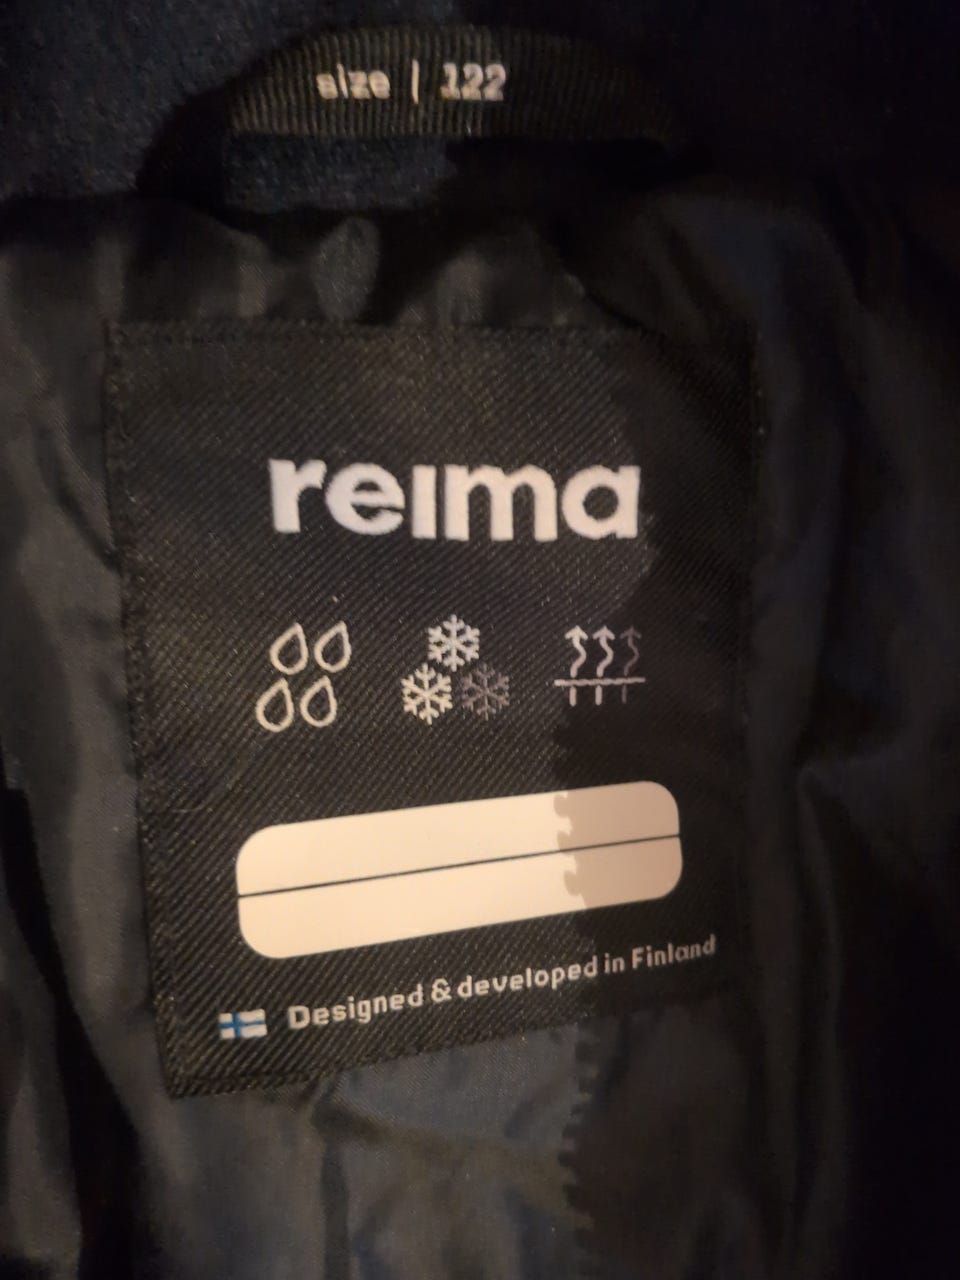 size | 122
reima
Designed & developed in Finland